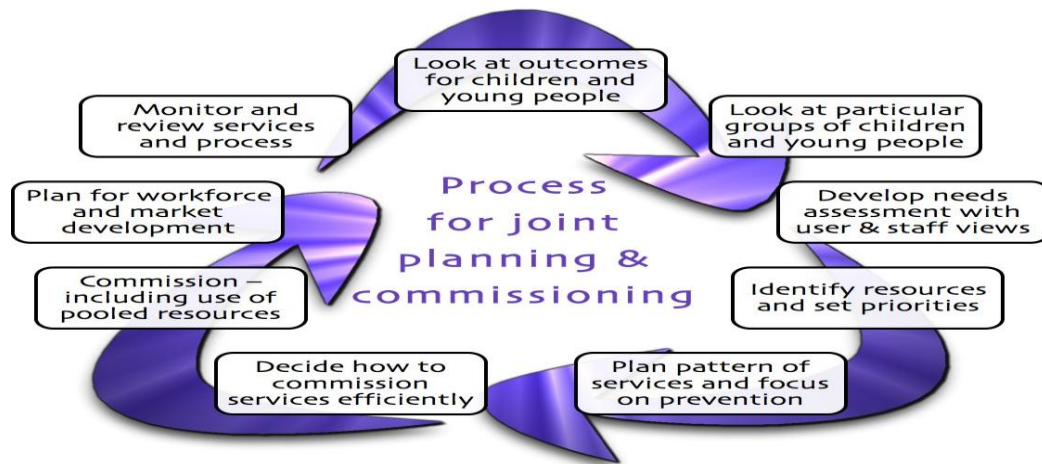 Look at outcomes
for children and
young people
Look at particular
groups of children
and young people
Develop needs
assessment with
user & staff views
Identify resources
and set priorities
Plan pattern of
services and focus
on prevention
Decide how to
commission
services efficiently
Commission –
including use of
pooled resources
Plan for workforce
and market
development
Monitor and
review services
and process
Process
for joint
planning &
commissioning